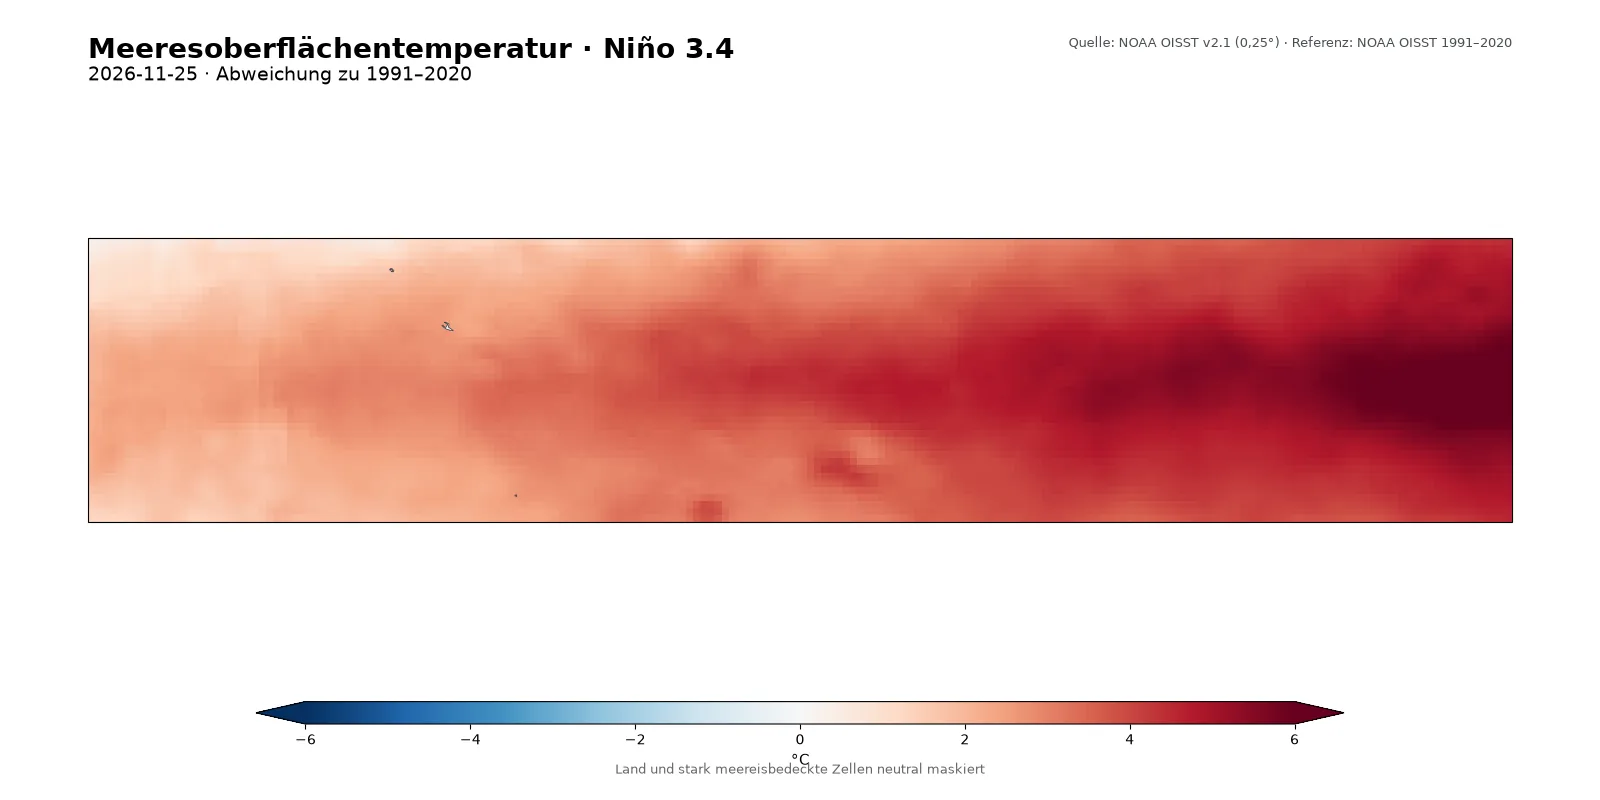 Meeresoberflächentemperatur · Niño 3.4
Quelle: NOAA OISST v2.1 (0,25°) · Referenz: NOAA OISST 1991–2020
2026-11-25 · Abweichung zu 1991–2020
−6 −4 −2 0 2 4 6
°C
Land und stark meereisbedeckte Zellen neutral maskiert